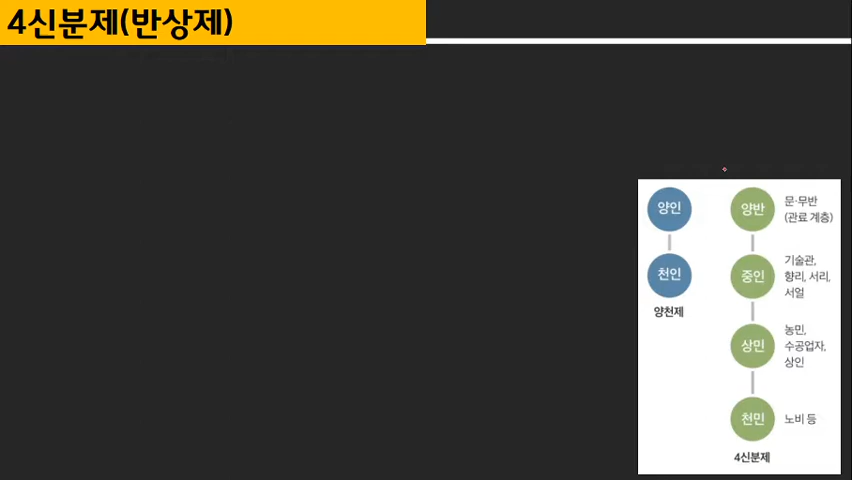 4신분제(반상제)
양인
천인
양천제
양반
문·무반
(관료 계층)
중인
기술관,
향리, 서리,
서얼
상민
농민,
수공업자,
상인
천민
노비 등
4신분제